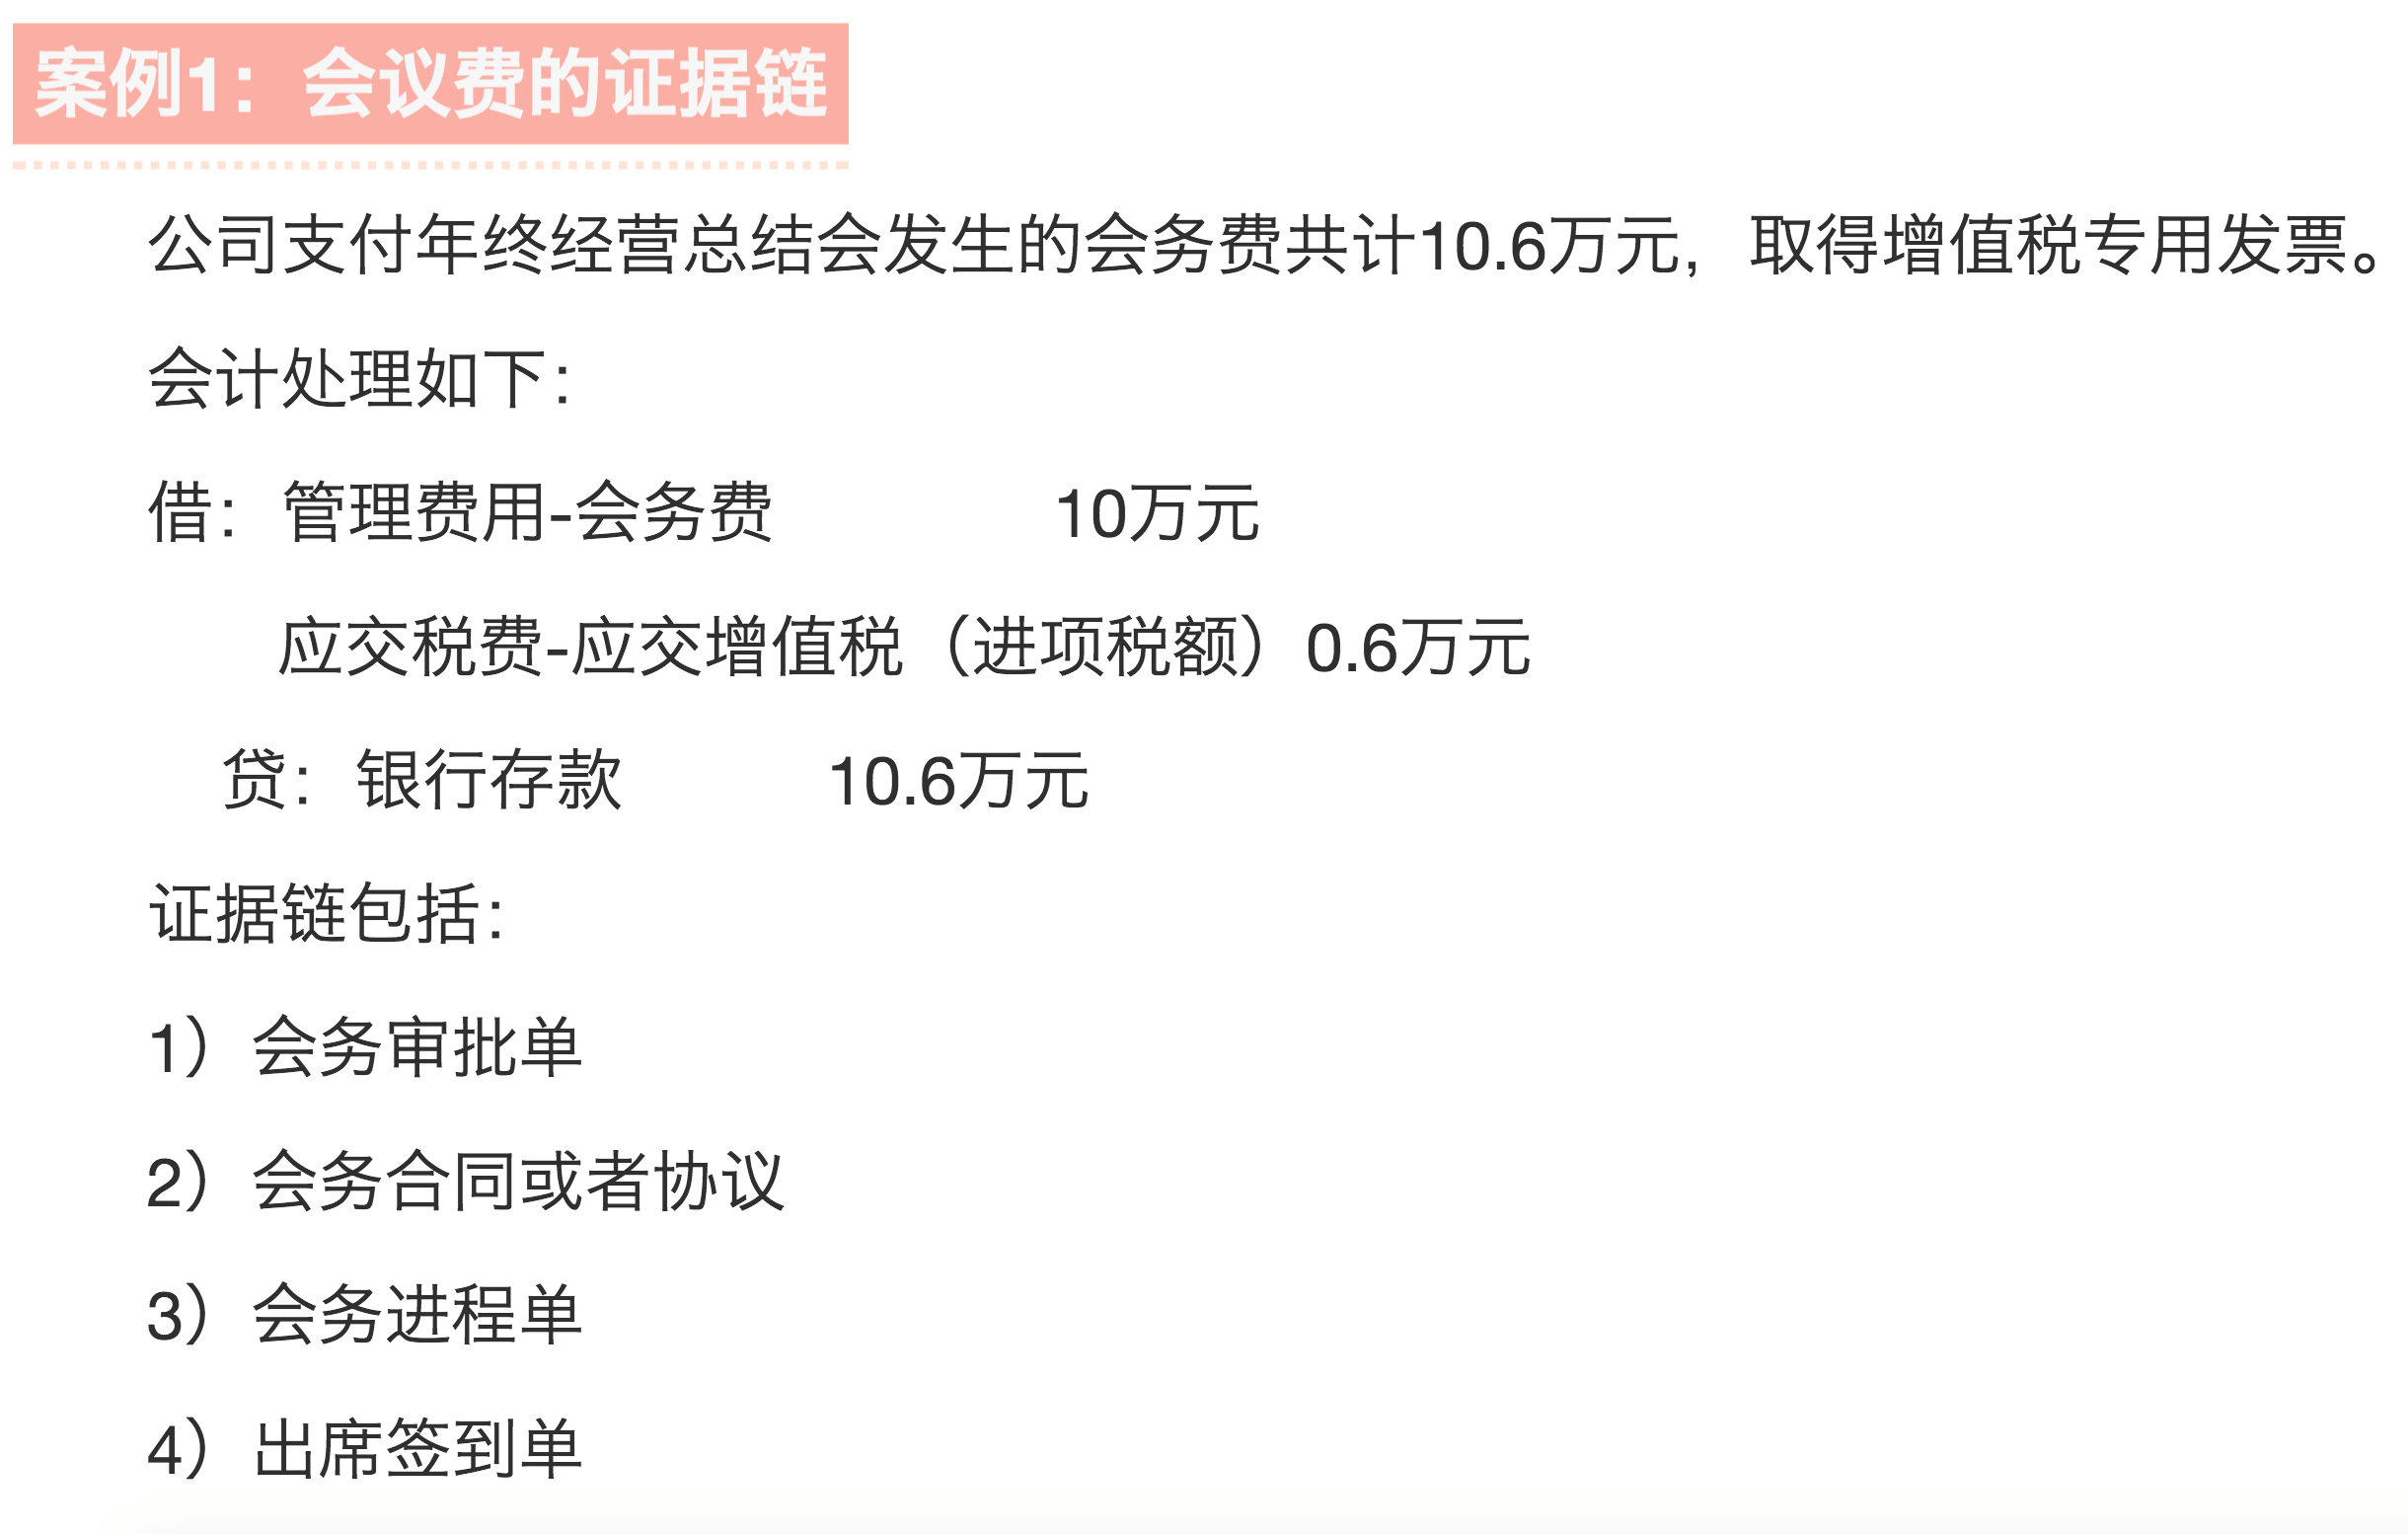 案例1：会议费的证据链
公司支付年终经营总结会发生的会务费共计10.6万元，取得增值税专用发票。
会计处理如下：
借：管理费用-会务费 10万元
应交税费-应交增值税（进项税额）0.6万元
贷：银行存款 10.6万元
证据链包括：
1）会务审批单
2）会务合同或者协议
3）会务进程单
4）出席签到单